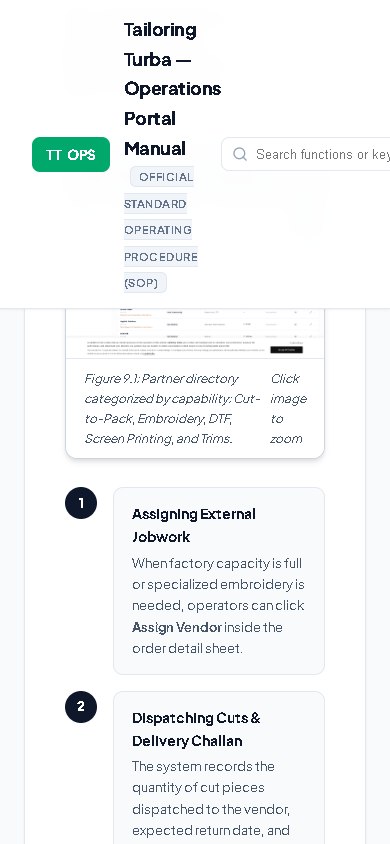 Tailoring
Turba —
Operations
Portal
Manual
TT OPS
OFFICIAL
STANDARD
OPERATING
PROCEDURE
(SOP)
Search functions or key
Figure 9.1: Partner directory
categorized by capability: Cut-
to-Pack, Embroidery, DTF,
Screen Printing, and Trims.
Click
image
to
zoom
1
Assigning External
Jobwork
When factory capacity is full
or specialized embroidery is
needed, operators can click
Assign Vendor inside the
order detail sheet.
2
Dispatching Cuts &
Delivery Challan
The system records the
quantity of cut pieces
dispatched to the vendor,
expected return date, and